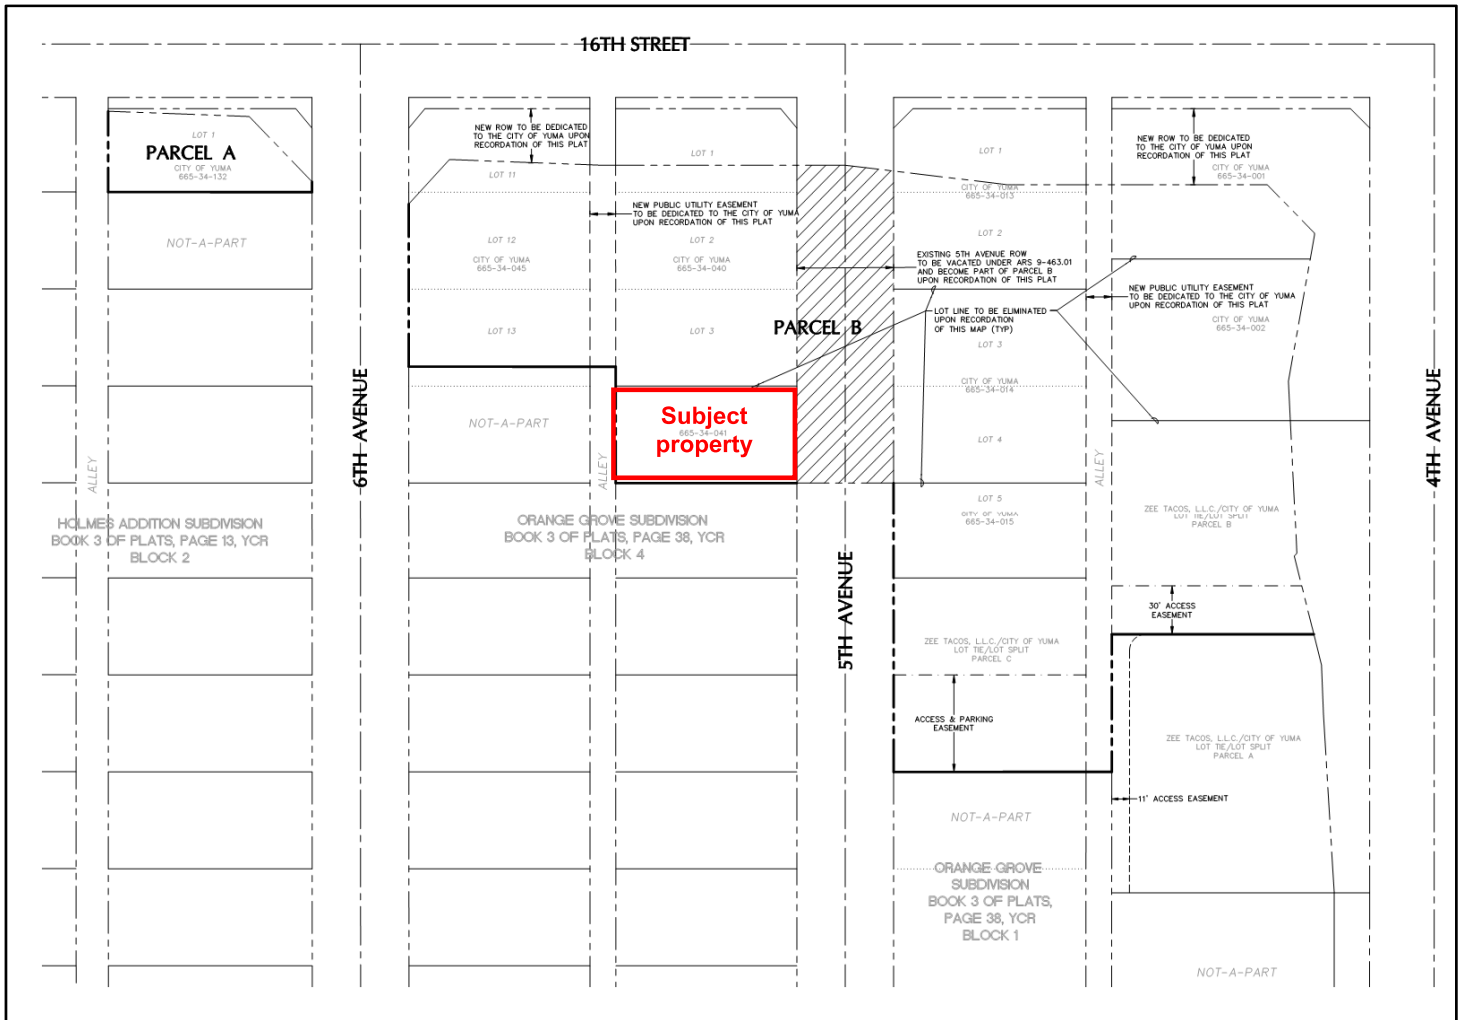 16TH STREET
LOT 1
PARCEL A
CITY OF YUMA
665-34-132
NOT-A-PART
NEW ROW TO BE DEDICATED
TO THE CITY OF YUMA UPON
RECORDATION OF THIS PLAT
LOT 11
LOT 1
LOT 1
NEW ROW TO BE DEDICATED
TO THE CITY OF YUMA UPON
RECORDATION OF THIS PLAT
CITY OF YUMA
665-34-001
CITY OF YUMA
665-34-013
NEW PUBLIC UTILITY EASEMENT
TO BE DEDICATED TO THE CITY OF YUMA
UPON RECORDATION OF THIS PLAT
LOT 12
CITY OF YUMA
665-34-045
LOT 2
CITY OF YUMA
665-34-040
LOT 2
EXISTING 5TH AVENUE ROW
TO BE VACATED UNDER ARS 9-463.01
AND BECOME PART OF PARCEL B
UPON RECORDATION OF THIS PLAT
NEW PUBLIC UTILITY EASEMENT
TO BE DEDICATED TO THE CITY OF YUMA
UPON RECORDATION OF THIS PLAT
CITY OF YUMA
665-34-002
LOT 13
LOT 3
PARCEL B
LOT LINE TO BE ELIMINATED
UPON RECORDATION
OF THIS MAP (TYP)
LOT 3
CITY OF YUMA
665-34-014
6TH AVENUE
4TH AVENUE
NOT-A-PART
Subject
property
665-34-041
LOT 4
ALLEY
ALLEY
ALLEY
LOT 5
CITY OF YUMA
665-34-015
ZEE TACOS, L.L.C./CITY OF YUMA
LOT TIE/LOT SPLIT
PARCEL B
HOLMES ADDITION SUBDIVISION
BOOK 3 OF PLATS, PAGE 13, YCR
BLOCK 2
ORANGE GROVE SUBDIVISION
BOOK 3 OF PLATS, PAGE 38, YCR
BLOCK 4
5TH AVENUE
30' ACCESS
EASEMENT
ZEE TACOS, L.L.C./CITY OF YUMA
LOT TIE/LOT SPLIT
PARCEL C
ACCESS & PARKING
EASEMENT
ZEE TACOS, L.L.C./CITY OF YUMA
LOT TIE/LOT SPLIT
PARCEL A
11' ACCESS EASEMENT
NOT-A-PART
ORANGE GROVE
SUBDIVISION
BOOK 3 OF PLATS,
PAGE 38, YCR
BLOCK 1
NOT-A-PART